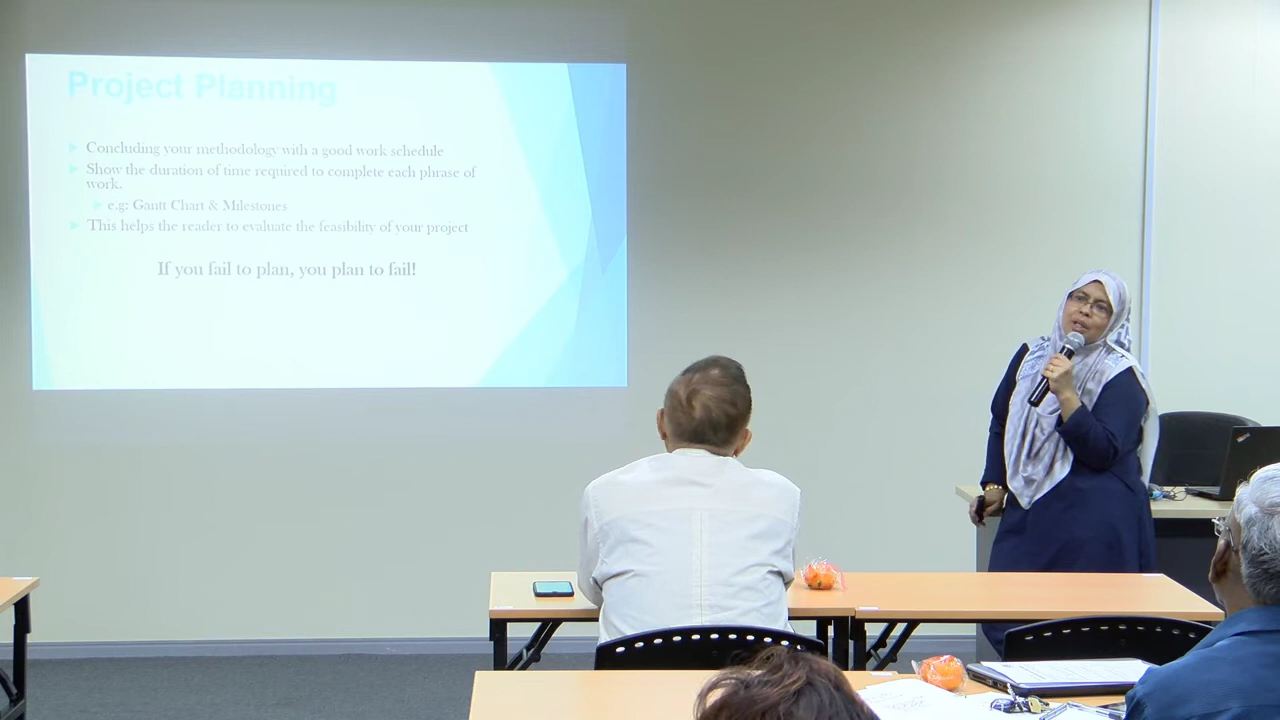 Project Planning
Concluding your methodology with a good work schedule
Show the duration of time required to complete each phrase of
work.
e.g: Gantt Chart & Milestones
This helps the reader to evaluate the feasibility of your project
If you fail to plan, you plan to fail!